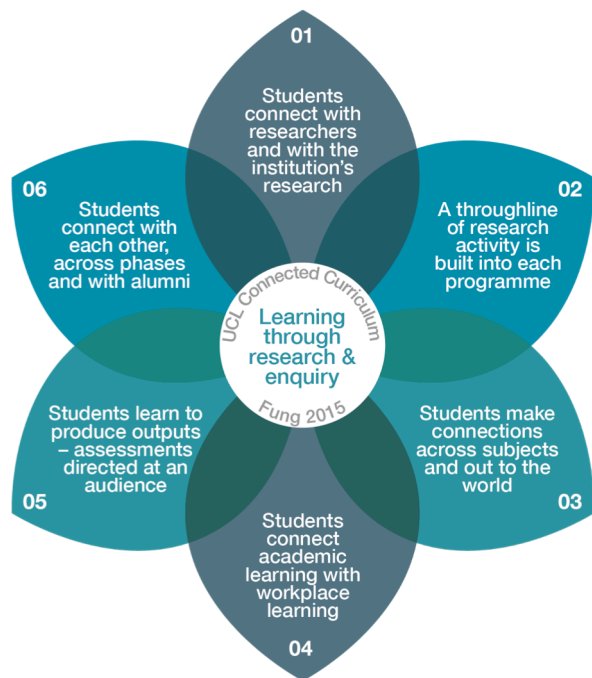 01
Students
connect with
researchers
and with the
institution's
research
02
A throughline
of research
activity is
built into each
programme
Students make
connections
across subjects
and out to the
world
03
Students
connect
academic
learning with
workplace
learning
04
Students learn to
produce outputs
– assessments
directed at an
audience
05
06
Students
connect with
each other,
across phases
and with alumni
UCL Connected Curriculum
Learning
through
research &
enquiry
Fung 2015